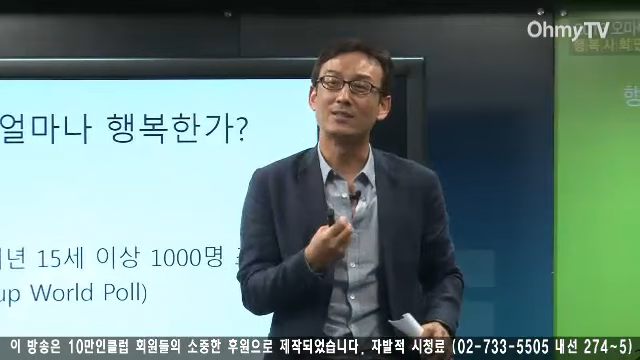 OhmyTV
얼마나 행복한가?
년 15세 이상 1000명
up World Poll)
이 방송은 10만인클럽 회원들의 소중한 후원으로 제작되었습니다. 자발적 시청료 (02-733-5505 내선 274~5)